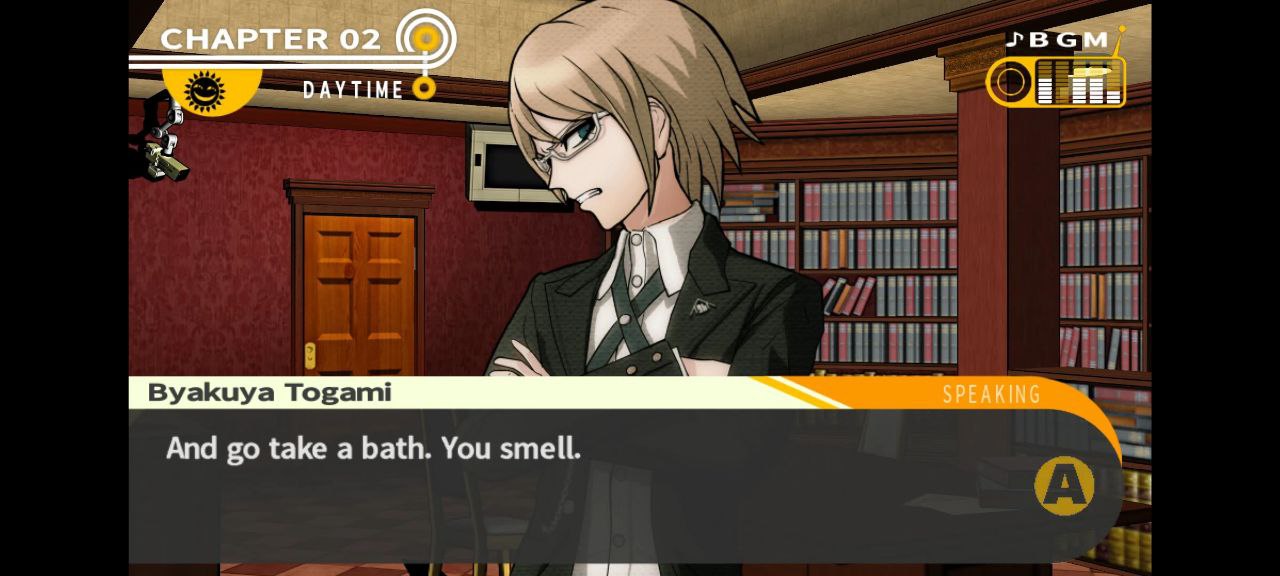 CHAPTER 02
♪BGM
DAYTIME
Byakuya Togami
SPEAKING
And go take a bath. You smell.
A